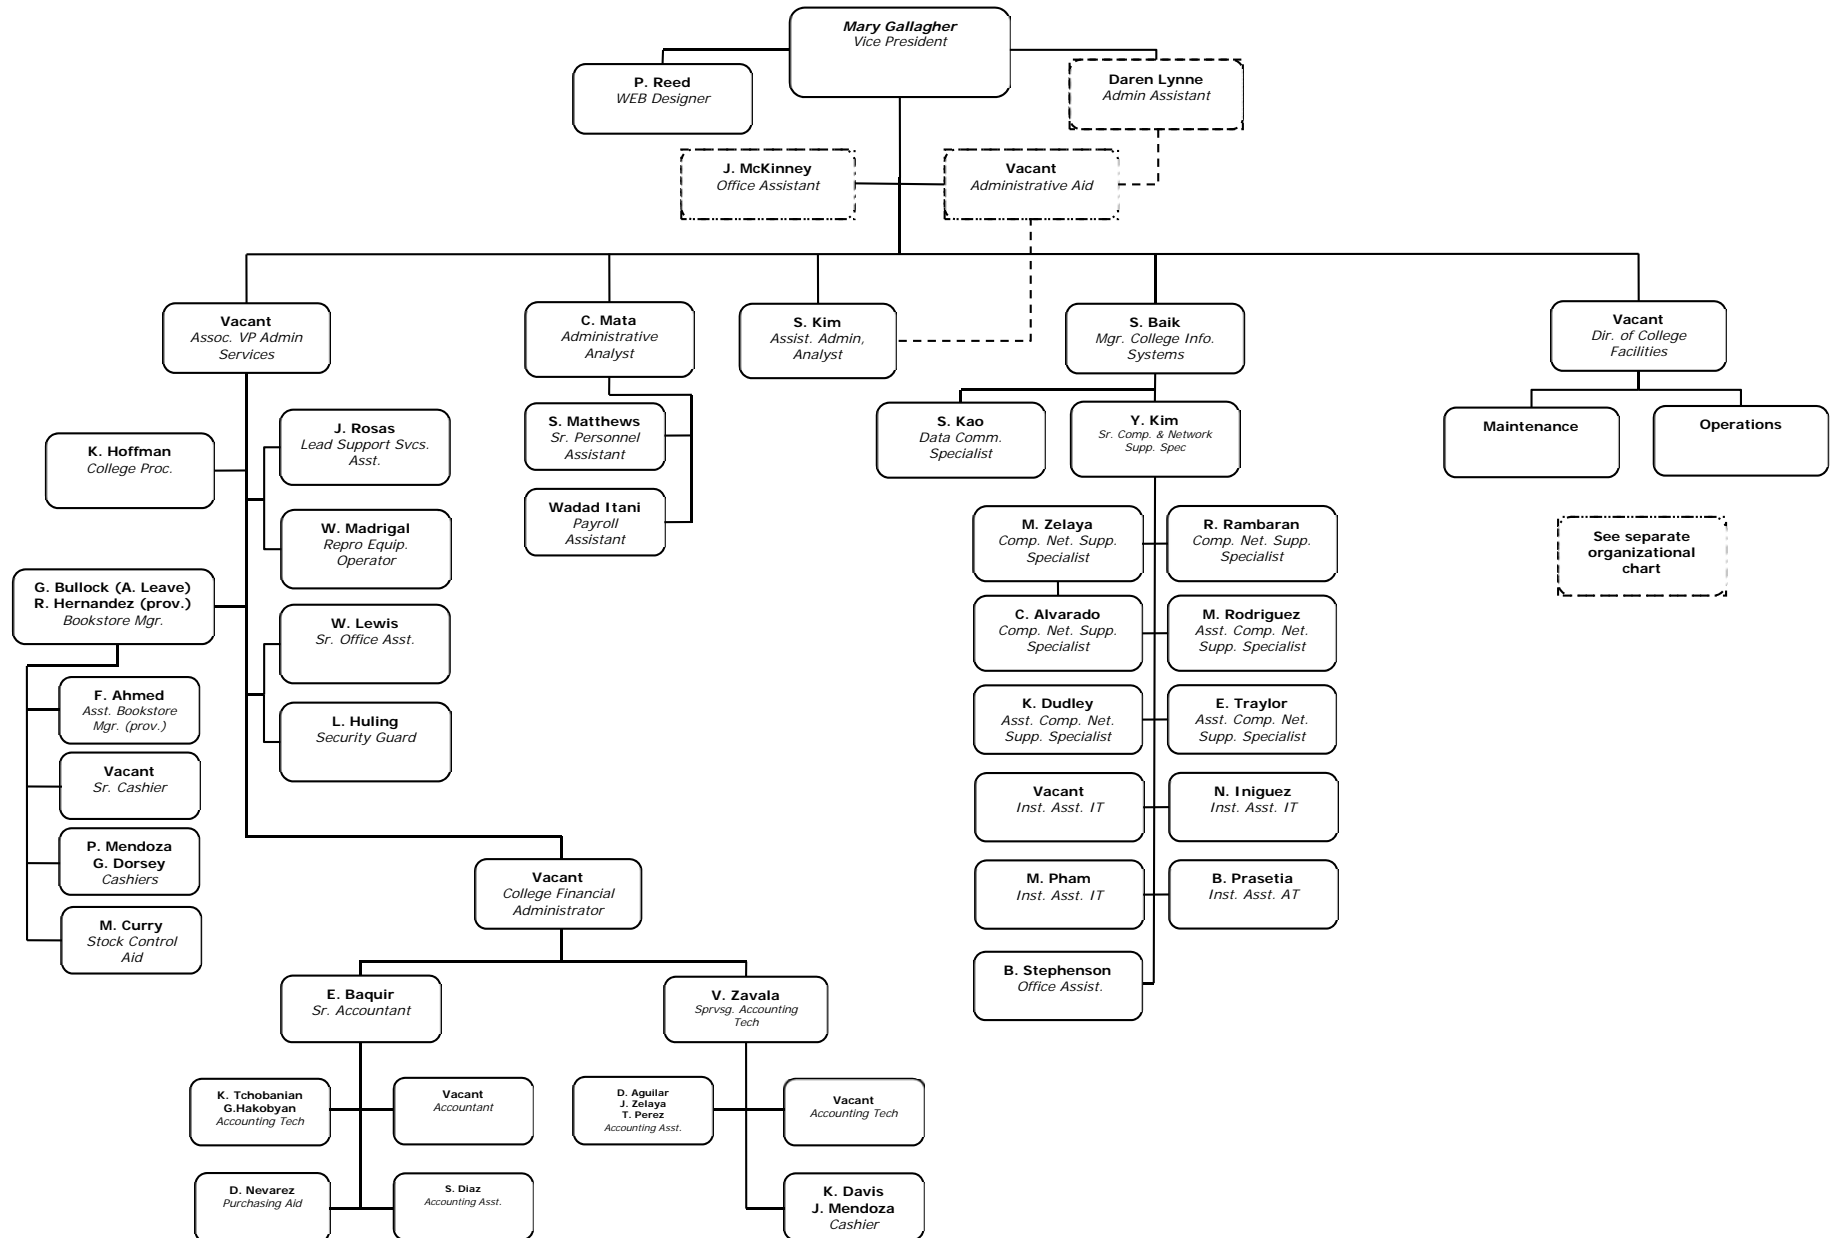 Mary Gallagher
Vice President
P. Reed
WEB Designer
Daren Lynne
Admin Assistant
J. McKinney
Office Assistant
Vacant
Administrative Aid
Vacant
Assoc. VP Admin
Services
C. Mata
Administrative
Analyst
S. Kim
Assist. Admin,
Analyst
S. Baik
Mgr. College Info.
Systems
Vacant
Dir. of College
Facilities
K. Hoffman
College Proc.
J. Rosas
Lead Support Svcs.
Asst.
W. Madrigal
Repro Equip.
Operator
G. Bullock (A. Leave)
R. Hernandez (prov.)
Bookstore Mgr.
W. Lewis
Sr. Office Asst.
L. Huling
Security Guard
F. Ahmed
Asst. Bookstore
Mgr. (prov.)
Vacant
Sr. Cashier
P. Mendoza
G. Dorsey
Cashiers
M. Curry
Stock Control
Aid
S. Matthews
Sr. Personnel
Assistant
Wadad Itani
Payroll
Assistant
S. Kao
Data Comm.
Specialist
Y. Kim
Sr. Comp. & Network
Supp. Spec
M. Zelaya
Comp. Net. Supp.
Specialist
R. Rambaran
Comp. Net. Supp.
Specialist
C. Alvarado
Comp. Net. Supp.
Specialist
M. Rodriguez
Asst. Comp. Net.
Supp. Specialist
K. Dudley
Asst. Comp. Net.
Supp. Specialist
E. Traylor
Asst. Comp. Net.
Supp. Specialist
Vacant
Inst. Asst. IT
N. Iniguez
Inst. Asst. IT
M. Pham
Inst. Asst. IT
B. Prasetia
Inst. Asst. AT
B. Stephenson
Office Assist.
Maintenance
Operations
See separate
organizational
chart
Vacant
College Financial
Administrator
E. Baquir
Sr. Accountant
V. Zavala
Sprvsg. Accounting
Tech
K. Tchobanian
G.Hakobyan
Accounting Tech
Vacant
Accountant
D. Aguilar
J. Zelaya
T. Perez
Accounting Asst.
Vacant
Accounting Tech
D. Nevarez
Purchasing Aid
S. Diaz
Accounting Asst.
K. Davis
J. Mendoza
Cashier